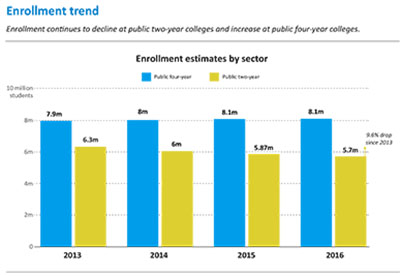 Enrollment trend
Enrollment continues to decline at public two-year colleges and increase at public four-year colleges.
Enrollment estimates by sector
Public four-year
Public two-year
10 million
students
7.9m
8m
8.1m
8.1m
9.6% drop
since 2013
8m
6.3m
6m
5.87m
5.7m
6m
4m
2m
0
2013
2014
2015
2016